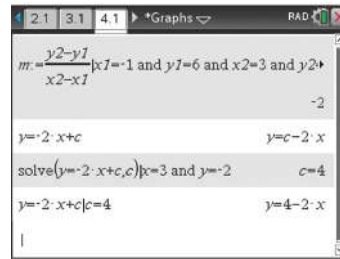 2.1 3.1 4.1 *Graphs RAD
m:=y2-y1/x2-x1|x1=-1 and y1=6 and x2=3 and y2
-2
y=-2·x+c y=c-2·x
solve(y=-2·x+c,c)|x=3 and y=-2 c=4
y=-2·x+c|c=4 y=4-2·x